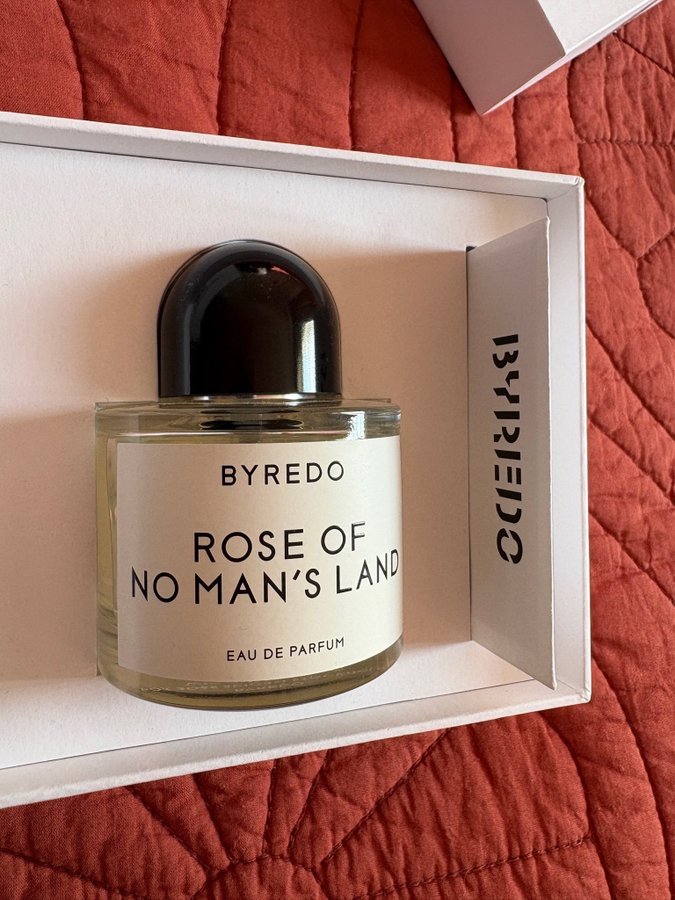 BYREDO
ROSE OF
NO MAN'S LAND
EAU DE PARFUM
BYREDO